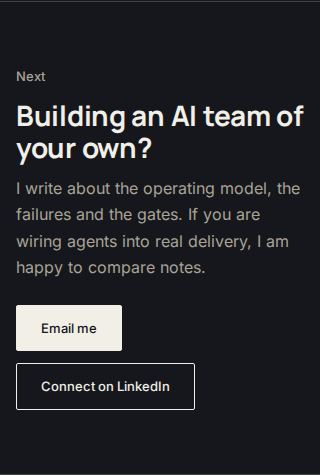 Next
Building an AI team of
your own?
I write about the operating model, the
failures and the gates. If you are
wiring agents into real delivery, I am
happy to compare notes.
Email me
Connect on LinkedIn